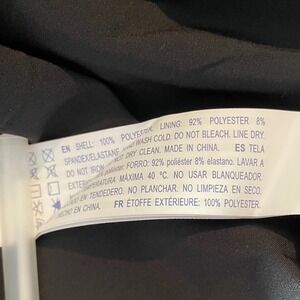 EN SHELL: 100% POLYESTER. LINING: 92% POLYESTER 8%
SPANDEX/ELASTANE. HAND WASH COLD. DO NOT BLEACH. LINE DRY.
DO NOT IRON. DO NOT DRY CLEAN. MADE IN CHINA. ES TELA
EXTERIOR: 100% POLIÉSTER. FORRO: 92% poliéster 8% elastano. LAVAR A
TEMPERATURA MÁXIMA 40 °C. NO USAR BLANQUEADOR.
EN TENDEDERO. NO PLANCHAR. NO LIMPIEZA EN SECO.
HECHO EN CHINA. FR ÉTOFFE EXTÉRIEURE: 100% POLYESTER.